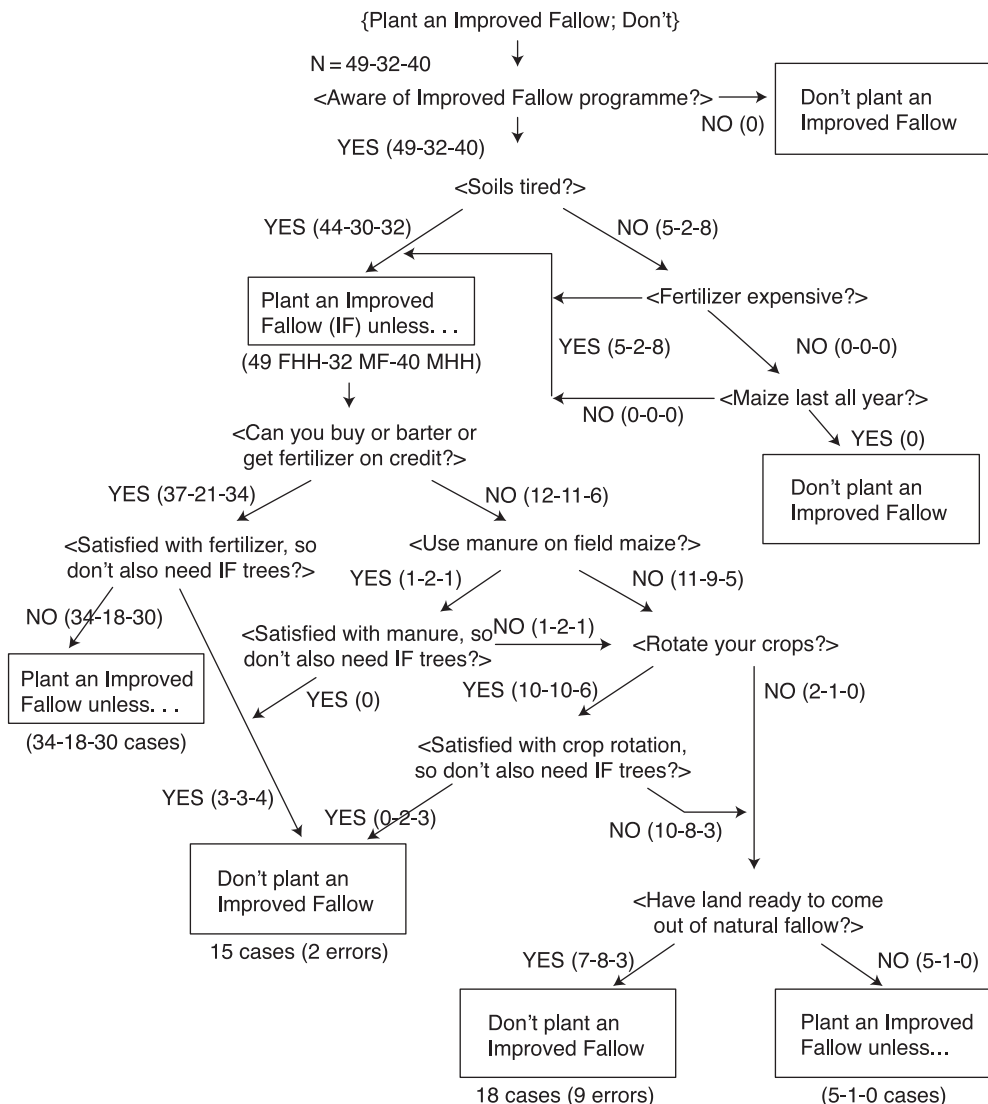 {Plant an Improved Fallow; Don't}
N = 49-32-40
<Aware of Improved Fallow programme?>
NO (0)
Don't plant an
Improved Fallow
YES (49-32-40)
<Soils tired?>
YES (44-30-32)
NO (5-2-8)
Plant an Improved
Fallow (IF) unless. . .
(49 FHH-32 MF-40 MHH)
<Fertilizer expensive?>
YES (5-2-8)
NO (0-0-0)
<Maize last all year?>
NO (0-0-0)
YES (0)
Don't plant an
Improved Fallow
<Can you buy or barter or
get fertilizer on credit?>
YES (37-21-34)
NO (12-11-6)
<Satisfied with fertilizer, so
don't also need IF trees?>
<Use manure on field maize?>
YES (1-2-1)
NO (11-9-5)
NO (34-18-30)
<Satisfied with manure, so
don't also need IF trees?>
NO (1-2-1)
<Rotate your crops?>
Plant an Improved
Fallow unless. . .
(34-18-30 cases)
YES (0)
YES (10-10-6)
NO (2-1-0)
<Satisfied with crop rotation,
so don't also need IF trees?>
YES (3-3-4)
YES (0-2-3)
NO (10-8-3)
Don't plant an
Improved Fallow
15 cases (2 errors)
<Have land ready to come
out of natural fallow?>
YES (7-8-3)
NO (5-1-0)
Don't plant an
Improved Fallow
18 cases (9 errors)
Plant an Improved
Fallow unless...
(5-1-0 cases)